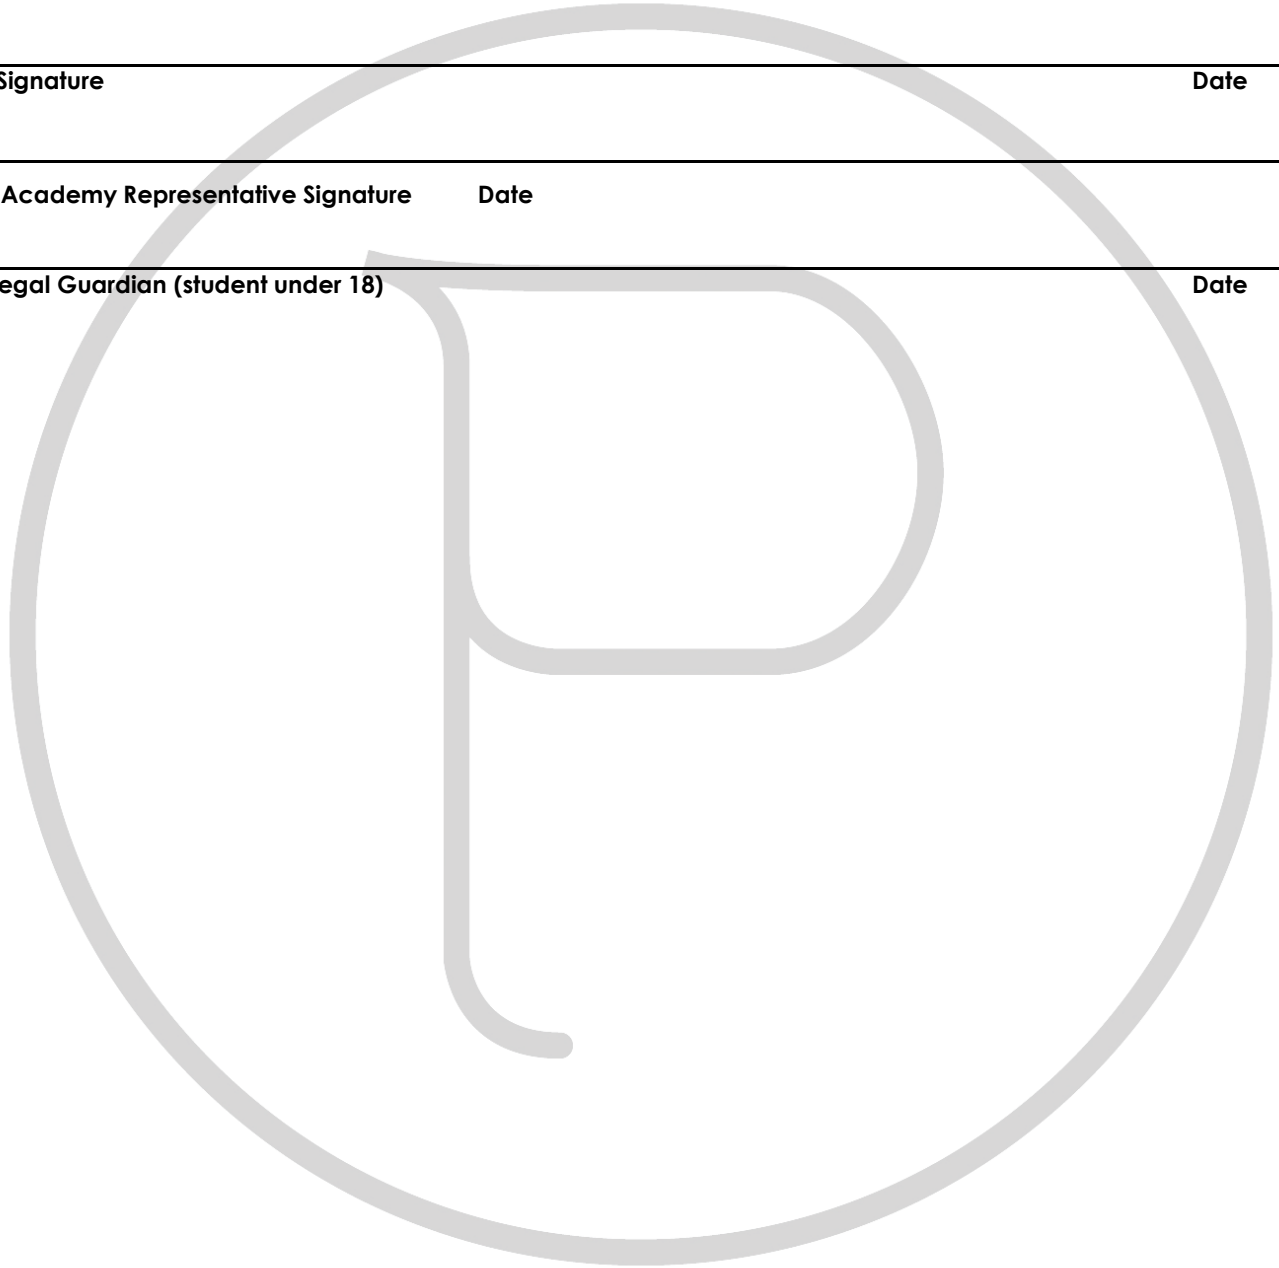 Signature Date
Academy Representative Signature Date
egal Guardian (student under 18) Date
P